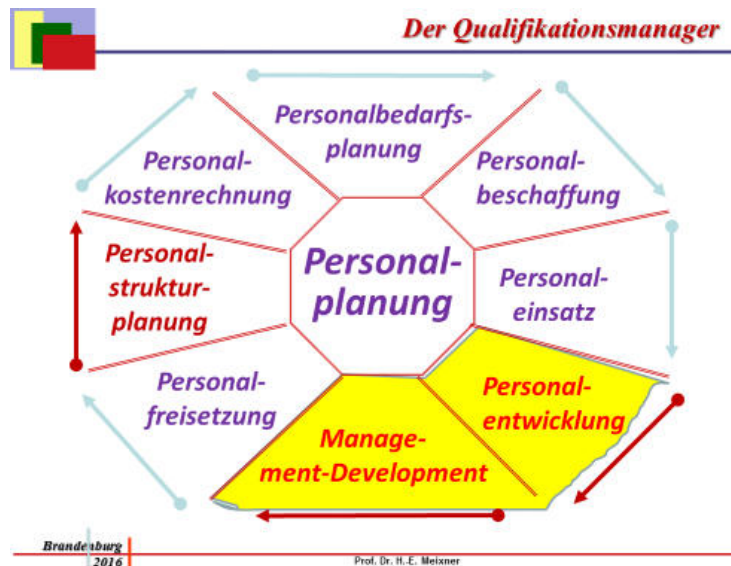 Der Qualifikationsmanager
Personalbedarfs-
planung
Personal-
kostenrechnung
Personal-
beschaffung
Personal-
struktur-
planung
Personal-
planung
Personal-
einsatz
Personal-
freisetzung
Personal-
entwicklung
Manage-
ment-Development
Brandenburg
2016
Prof. Dr. H.-E. Meixner